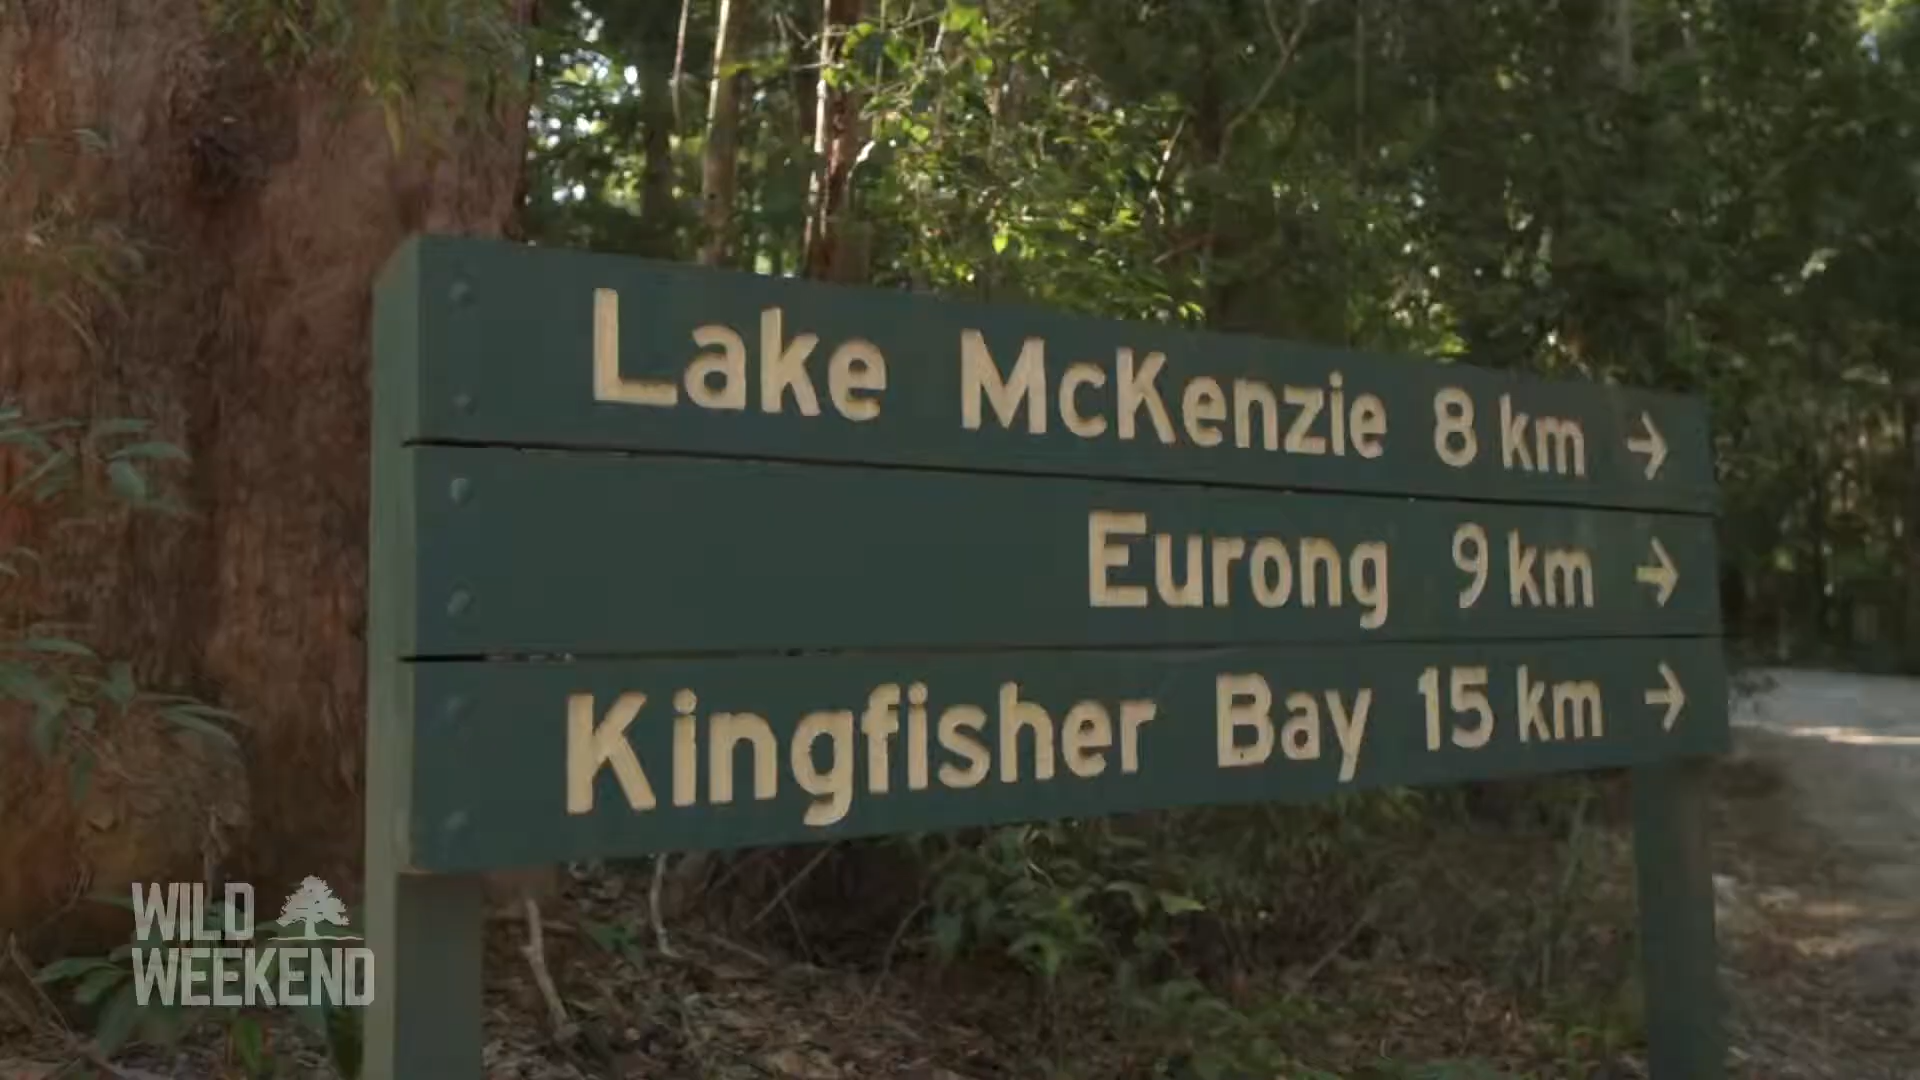 Lake McKenzie 8 km →
Eurong 9 km →
Kingfisher Bay 15 km →
WILD
WEEKEND